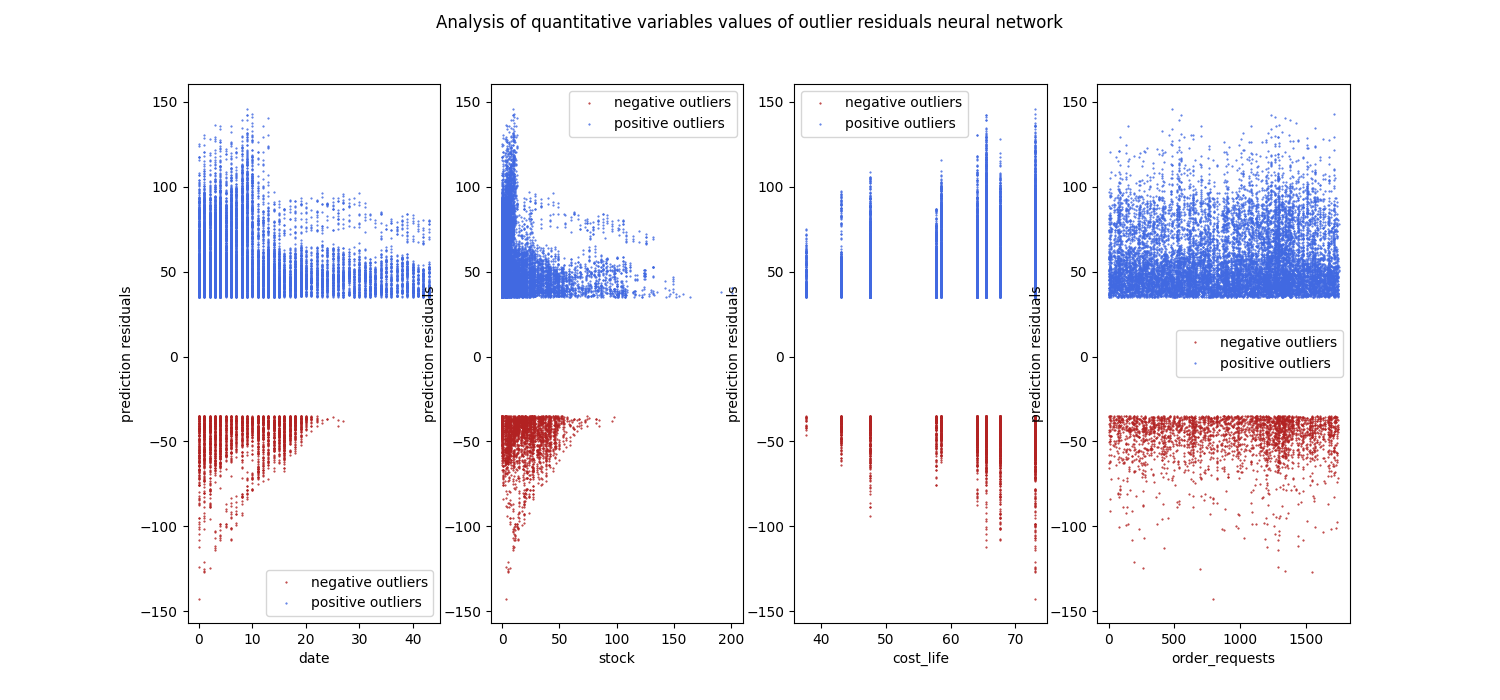 Analysis of quantitative variables values of outlier residuals neural network
prediction residuals
150
100
50
0
−50
−100
−150
0
10
20
30
40
date
negative outliers
positive outliers
prediction residuals
150
100
50
0
−50
−100
−150
0
50
100
150
200
stock
negative outliers
positive outliers
prediction residuals
150
100
50
0
−50
−100
−150
40
50
60
70
cost_life
negative outliers
positive outliers
prediction residuals
150
100
50
0
−50
−100
−150
0
500
1000
1500
order_requests
negative outliers
positive outliers